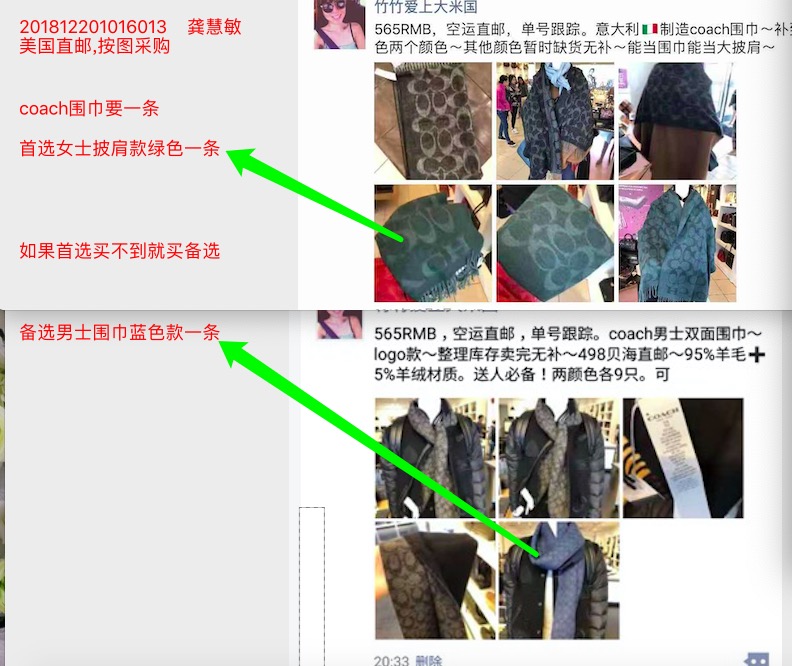 201812201016013 龚慧敏
美国直邮,按图采购
coach围巾要一条
首选女士披肩款绿色一条
如果首选买不到就买备选
竹竹爱上大米国
565RMB，空运直邮，单号跟踪。意大利🇮🇹制造coach围巾～补
色两个颜色～其他颜色暂时缺货无补～能当围巾能当大披肩～
备选男士围巾蓝色款一条
565RMB，空运直邮，单号跟踪。coach男士双面围巾～
logo款～整理库存卖完无补～498贝海直邮～95%羊毛➕
5%羊绒材质。送人必备！两颜色各9只。可
COACH
20:33 删除